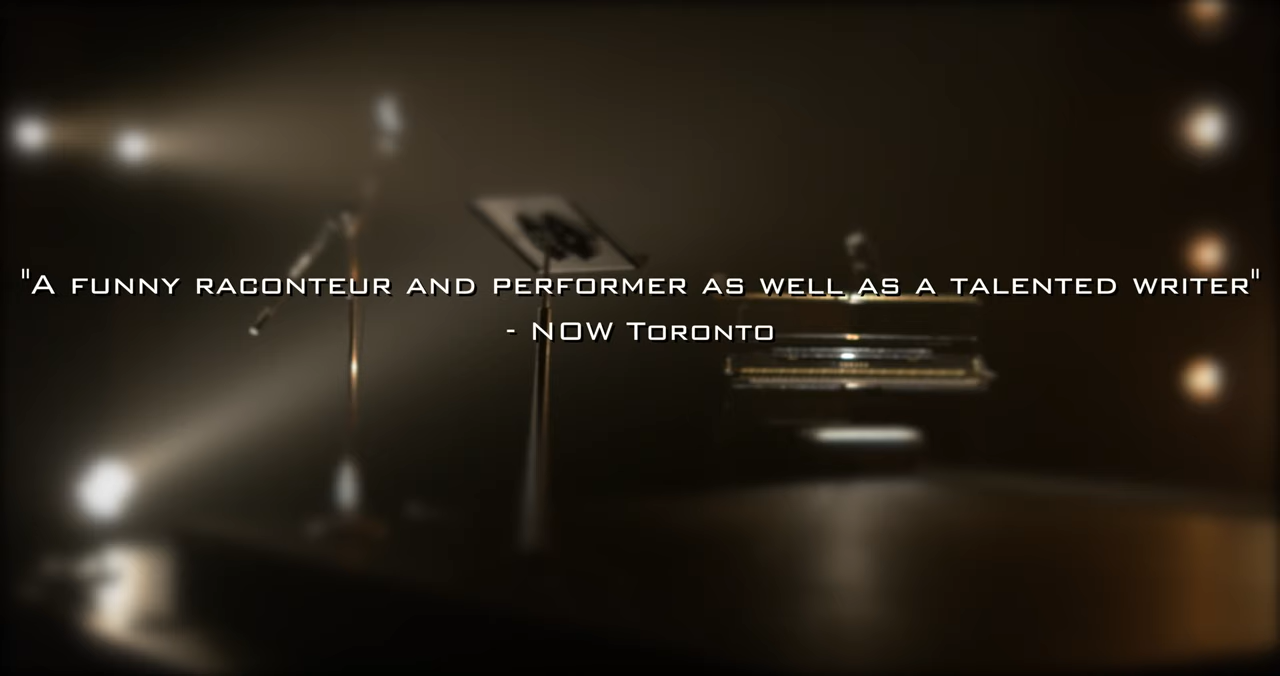 "A funny raconteur and performer as well as a talented writer"
- NOW Toronto